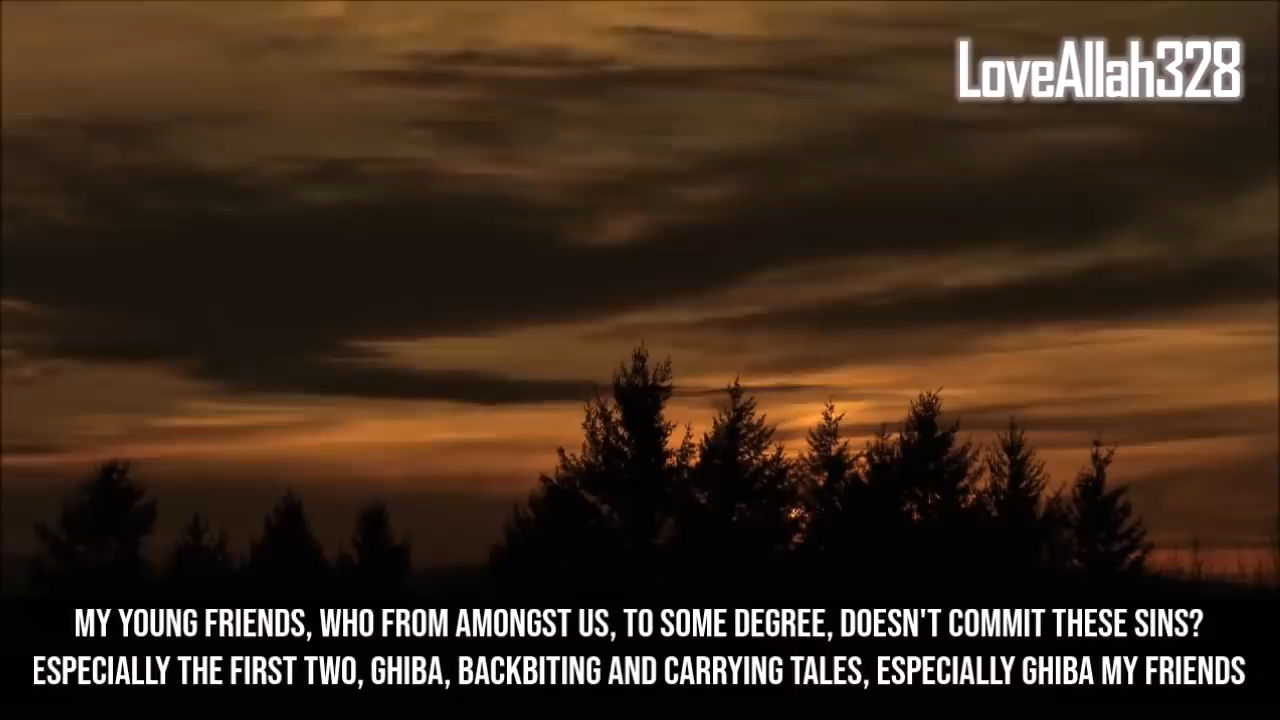 LoveAllah328
MY YOUNG FRIENDS, WHO FROM AMONGST US, TO SOME DEGREE, DOESN'T COMMIT THESE SINS?
ESPECIALLY THE FIRST TWO, GHIBA, BACKBITING AND CARRYING TALES, ESPECIALLY GHIBA MY FRIENDS